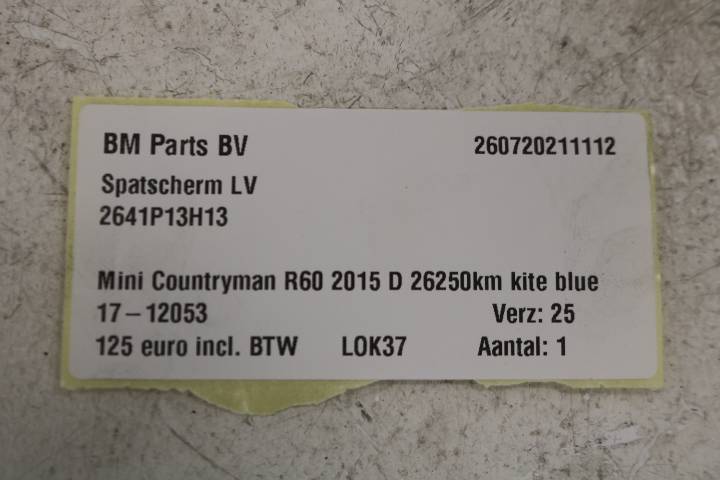 BM Parts BV 260720211112
Spatscherm LV
2641P13H13
Mini Countryman R60 2015 D 26250km kite blue
17-12053 Verz: 25
125 euro incl. BTW LOK37 Aantal: 1